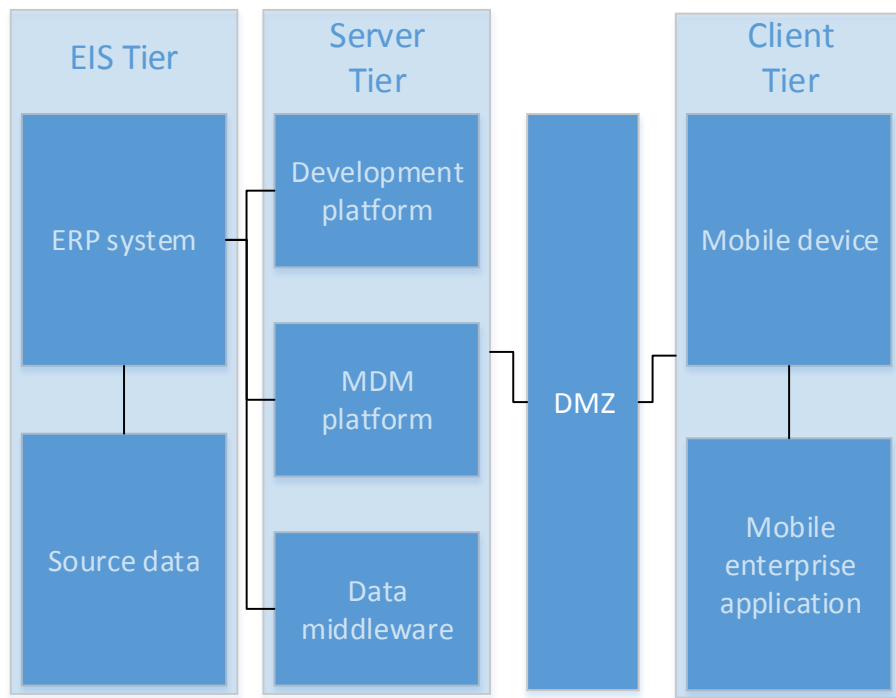 EIS Tier
ERP system
Source data
Server
Tier
Development
platform
MDM
platform
Data
middleware
DMZ
Client
Tier
Mobile device
Mobile
enterprise
application